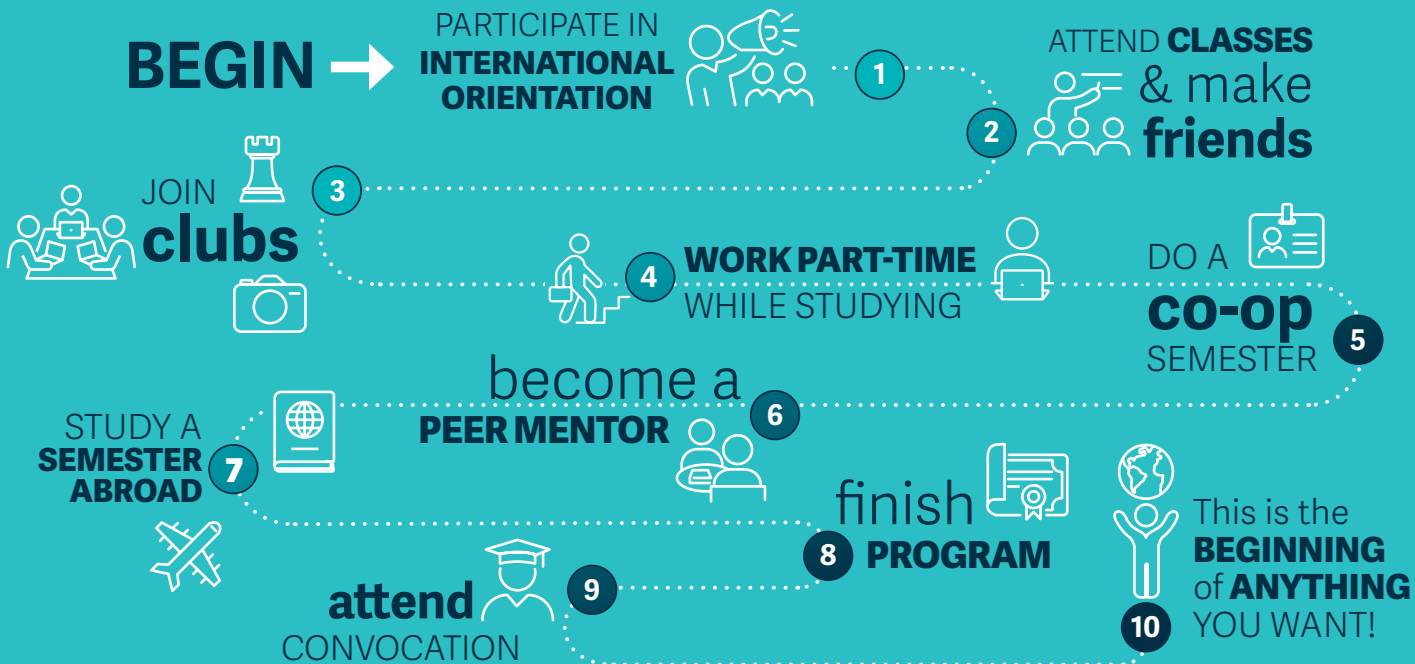 BEGIN
PARTICIPATE IN
INTERNATIONAL
ORIENTATION
1
2
ATTEND CLASSES
& make
friends
3
JOIN
clubs
4
WORK PART-TIME
WHILE STUDYING
DO A
co-op
SEMESTER
5
become a
PEER MENTOR
6
STUDY A
SEMESTER
ABROAD
7
finish
8 PROGRAM
attend
CONVOCATION
9
This is the
BEGINNING
of ANYTHING
YOU WANT!
10